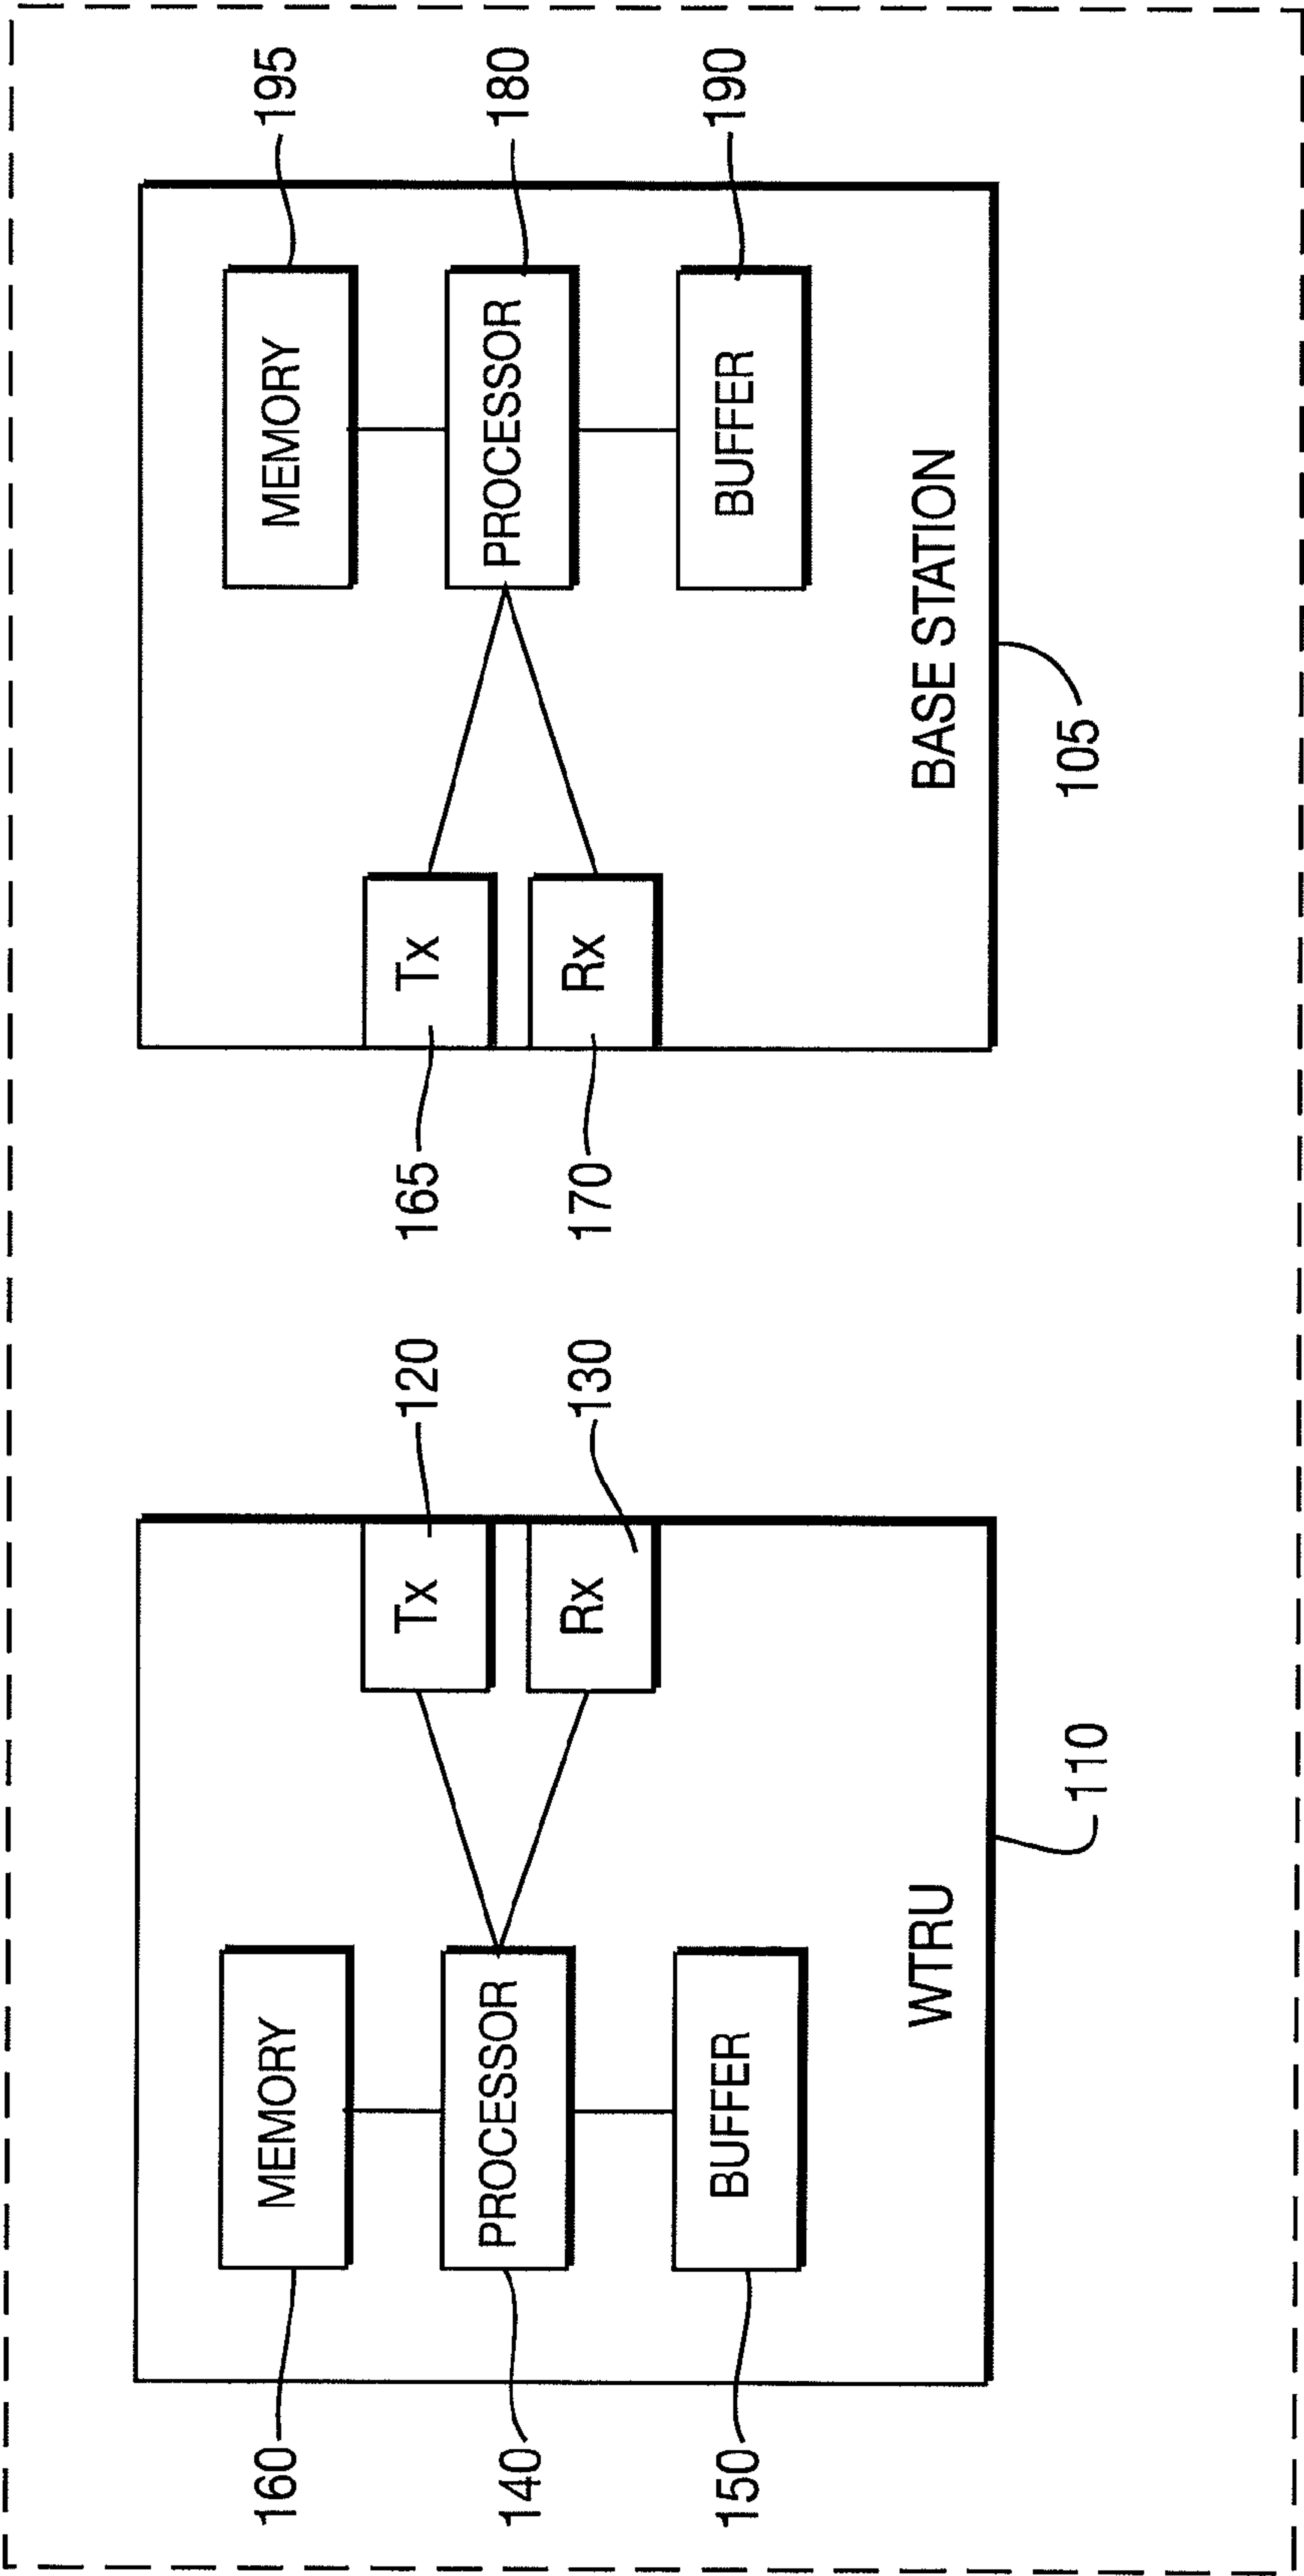 160
MEMORY
140
PROCESSOR
150
BUFFER
Tx
120
Rx
130
WTRU
110
165
Tx
170
Rx
MEMORY
195
PROCESSOR
180
BUFFER
190
BASE STATION
105